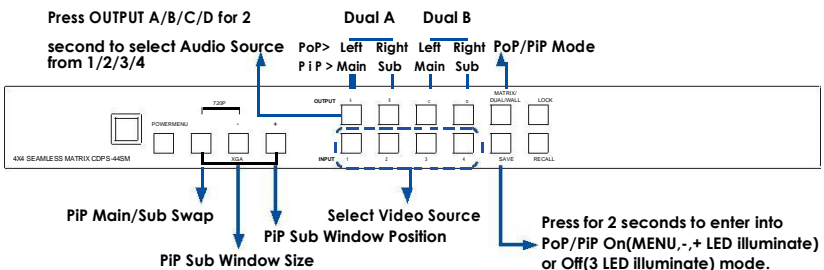 Press OUTPUT A/B/C/D for 2
second to select Audio Source
from 1/2/3/4
Dual A Dual B
PoP> Left Right Left Right PoP/PiP Mode
PiP> Main Sub Main Sub
720P
OUTPUT A B C D
MATRIX/
DUAL/WALL
LOCK
POWER MENU - +
XGA
INPUT 1 2 3 4 SAVE RECALL
4X4 SEAMLESS MATRIX CDPS-44SM
PiP Main/Sub Swap
PiP Sub Window Size
PiP Sub Window Position
Select Video Source
Press for 2 seconds to enter into
PoP/PiP On(MENU,-,+ LED illuminate)
or Off(3 LED illuminate) mode.